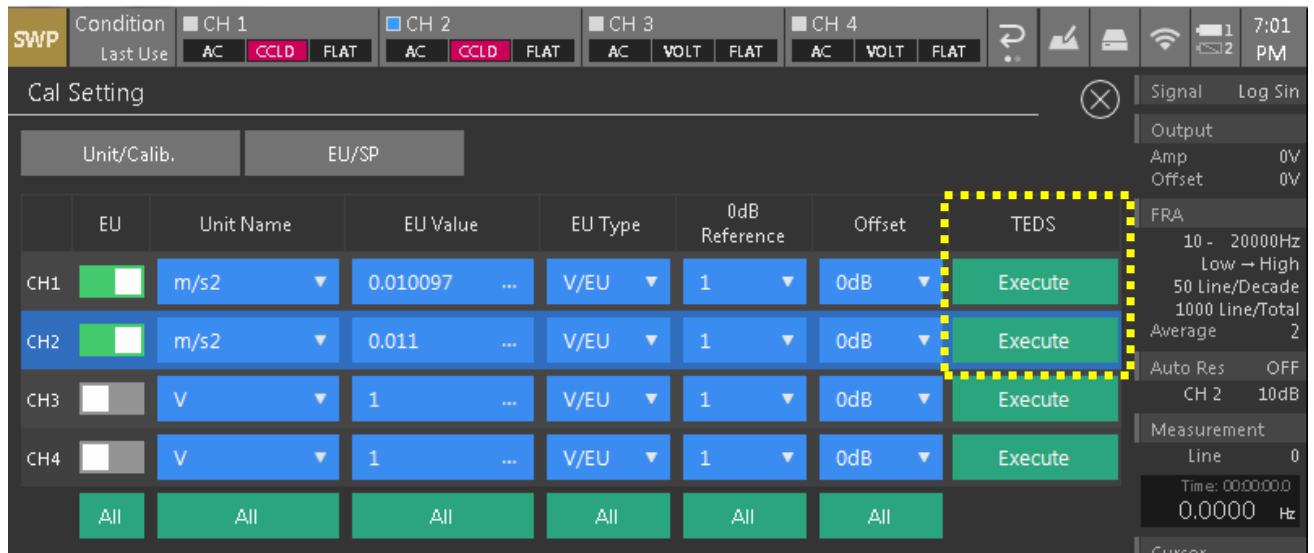 SWP
Condition
Last Use
CH 1
AC CCLD FLAT
CH 2
AC CCLD FLAT
CH 3
AC VOLT FLAT
CH 4
AC VOLT FLAT
1
2
7:01
PM
Cal Setting
Unit/Calib. EU/SP
EU Unit Name EU Value EU Type 0dB Reference Offset TEDS
CH1 m/s2 0.010097 ... V/EU 1 0dB Execute
CH2 m/s2 0.011 ... V/EU 1 0dB Execute
CH3 V 1 ... V/EU 1 0dB Execute
CH4 V 1 ... V/EU 1 0dB Execute
All All All All All All
Signal Log Sin
Output
Amp 0V
Offset 0V
FRA
10 - 20000Hz
Low → High
50 Line/Decade
1000 Line/Total
Average 2
Auto Res OFF
CH 2 10dB
Measurement
Line 0
Time: 00:00:00.0
0.0000 Hz
Cursor